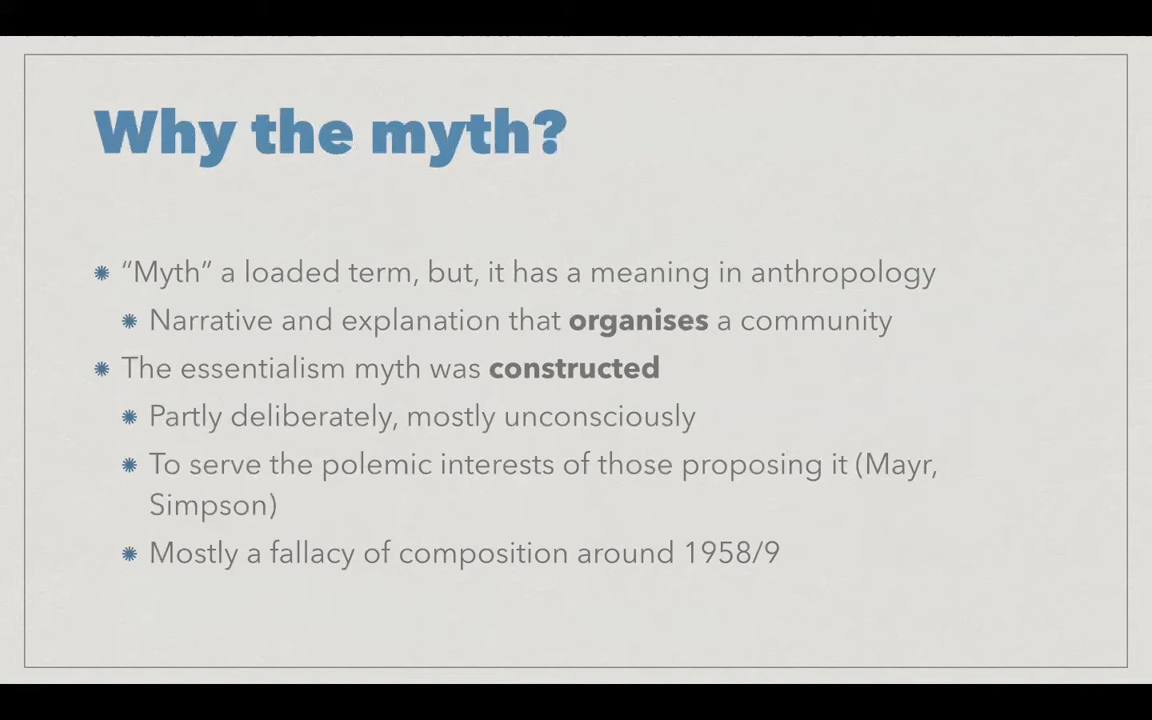 Why the myth?
“Myth” a loaded term, but, it has a meaning in anthropology
Narrative and explanation that organises a community
The essentialism myth was constructed
Partly deliberately, mostly unconsciously
To serve the polemic interests of those proposing it (Mayr,
Simpson)
Mostly a fallacy of composition around 1958/9